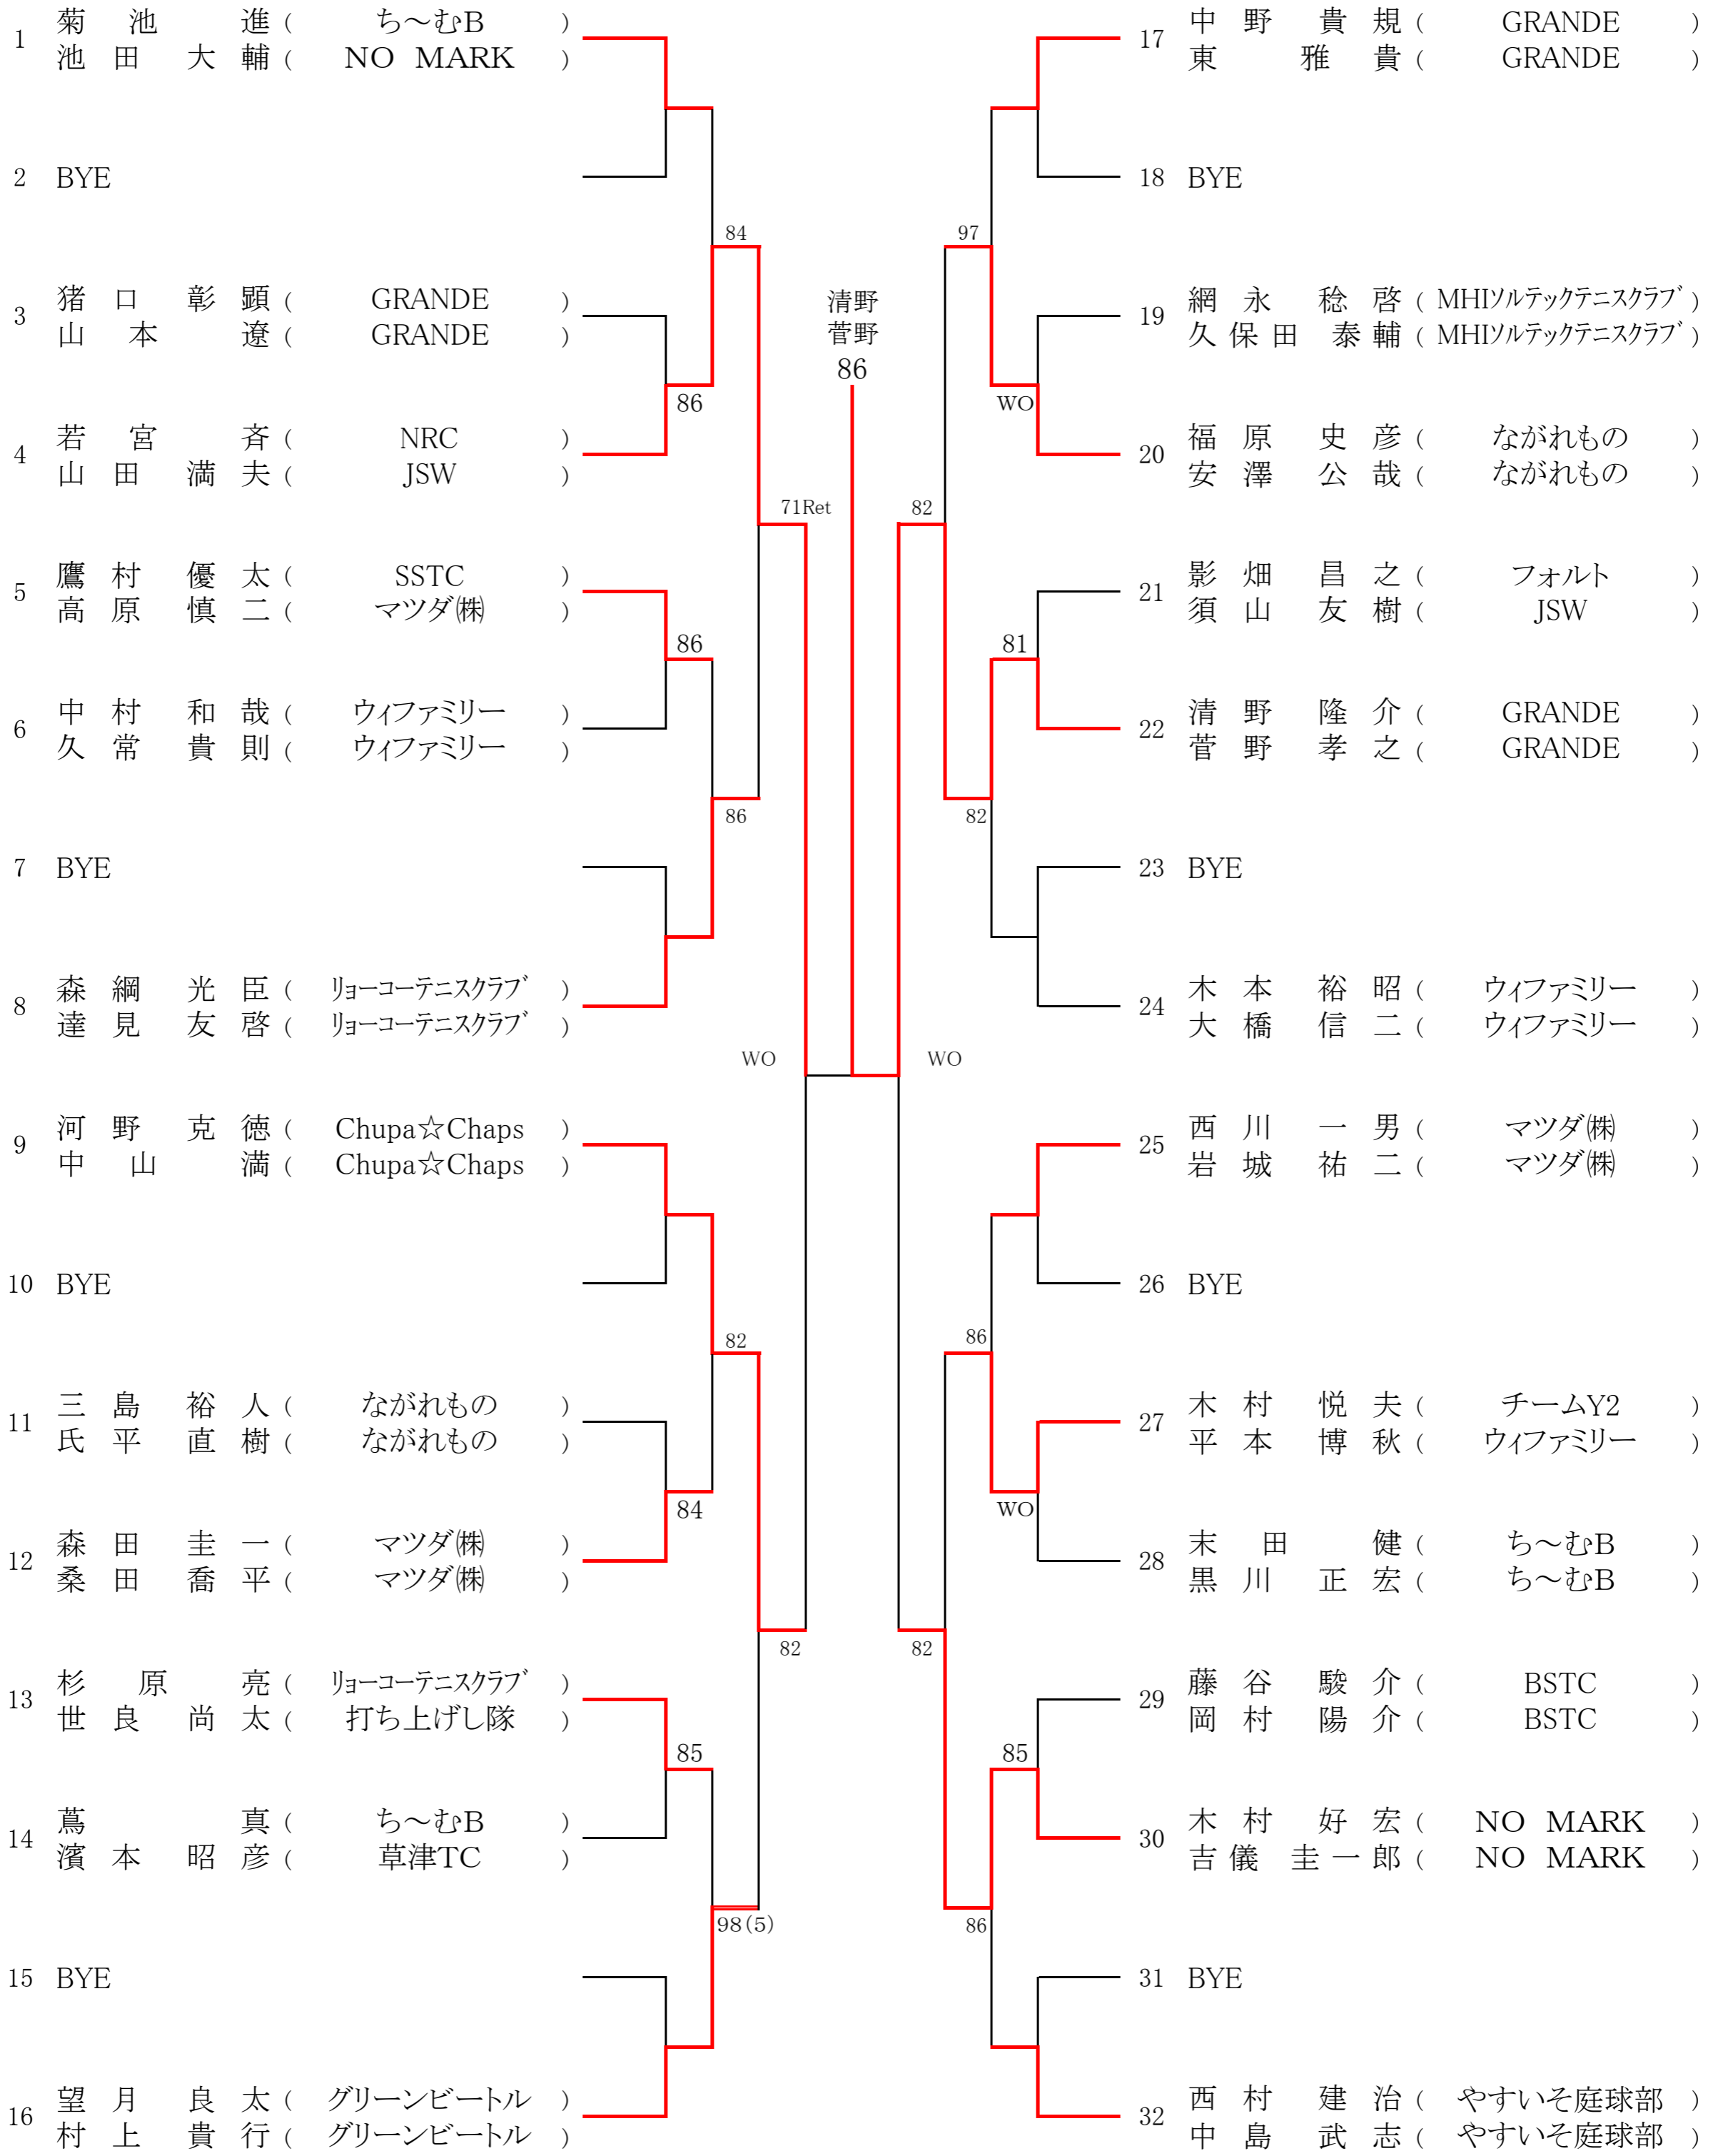 1 菊池 進 ( ち～むB )
池田 大輔 ( NO MARK )
2 BYE
84
3 猪口 彰顕 ( GRANDE )
山本 遼 ( GRANDE )
86
4 若宮 斉 ( NRC )
山田 満夫 ( JSW )
71Ret
5 鷹村 優太 ( SSTC )
高原 慎二 ( マツダ㈱ )
86
6 中村 和哉 ( ウィファミリー )
久常 貴則 ( ウィファミリー )
86
7 BYE
8 森綱 光臣 ( リョーコーテニスクラブ )
達見 友啓 ( リョーコーテニスクラブ )
WO
9 河野 克徳 ( Chupa☆Chaps )
中山 満 ( Chupa☆Chaps )
10 BYE
82
11 三島 裕人 ( ながれもの )
氏平 直樹 ( ながれもの )
84
12 森田 圭一 ( マツダ㈱ )
桑田 喬平 ( マツダ㈱ )
82
13 杉原 亮 ( リョーコーテニスクラブ )
世良 尚太 ( 打ち上げし隊 )
85
14 蔦 真 ( ち～むB )
濱本 昭彦 ( 草津TC )
98(5)
15 BYE
16 望月 良太 ( グリーンビートル )
村上 貴行 ( グリーンビートル )
清野
菅野
86
17 中野 貴規 ( GRANDE )
東 雅貴 ( GRANDE )
18 BYE
97
19 網永 稔啓 ( MHIソルテックテニスクラブ )
久保田 泰輔 ( MHIソルテックテニスクラブ )
WO
20 福原 史彦 ( ながれもの )
安澤 公哉 ( ながれもの )
82
21 影畑 昌之 ( フォルト )
須山 友樹 ( JSW )
81
22 清野 隆介 ( GRANDE )
菅野 孝之 ( GRANDE )
82
23 BYE
24 木本 裕昭 ( ウィファミリー )
大橋 信二 ( ウィファミリー )
WO
25 西川 一男 ( マツダ㈱ )
岩城 祐二 ( マツダ㈱ )
26 BYE
86
27 木村 悦夫 ( チームY2 )
平本 博秋 ( ウィファミリー )
WO
28 末田 健 ( ち～むB )
黒川 正宏 ( ち～むB )
82
29 藤谷 駿介 ( BSTC )
岡村 陽介 ( BSTC )
85
30 木村 好宏 ( NO MARK )
吉儀 圭一郎 ( NO MARK )
86
31 BYE
32 西村 建治 ( やすいそ庭球部 )
中島 武志 ( やすいそ庭球部 )